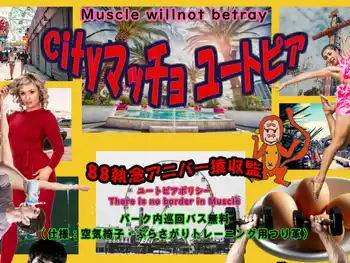 Muscle willnot betray
cityマッチョ ユートピア
88執念アニバー猿収監
ユートピアポリシー
There is no border in Muscle
パーク内巡回バス無料
(仕様:空気椅子・ぶらさがりトレーニング用つり革)